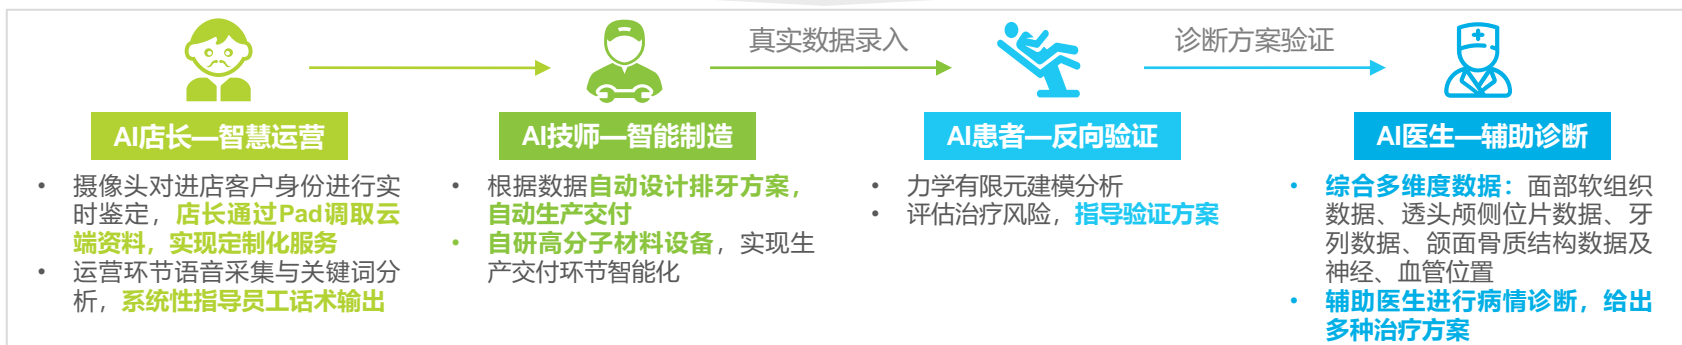 真实数据录入
诊断方案验证
AI店长—智慧运营
• 摄像头对进店客户身份进行实
时鉴定，店长通过Pad调取云
端资料，实现定制化服务
• 运营环节语音采集与关键词分
析，系统性指导员工话术输出
AI技师—智能制造
• 根据数据自动设计排牙方案，
自动生产交付
• 自研高分子材料设备，实现生
产交付环节智能化
AI患者—反向验证
• 力学有限元建模分析
• 评估治疗风险，指导验证方案
AI医生—辅助诊断
• 综合多维度数据：面部软组织
数据、透头颅侧位片数据、牙
列数据、颌面骨质结构数据及
神经、血管位置
• 辅助医生进行病情诊断，给出
多种治疗方案